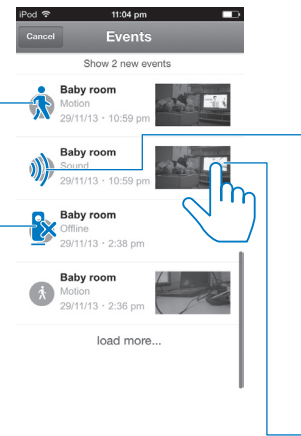 iPod 11:04 pm
Cancel Events
Show 2 new events
Baby room
Motion
29/11/13 · 10:59 pm
Baby room
Sound
29/11/13 · 10:59 pm
Baby room
Offline
29/11/13 · 2:38 pm
Baby room
Motion
29/11/13 · 2:36 pm
load more...